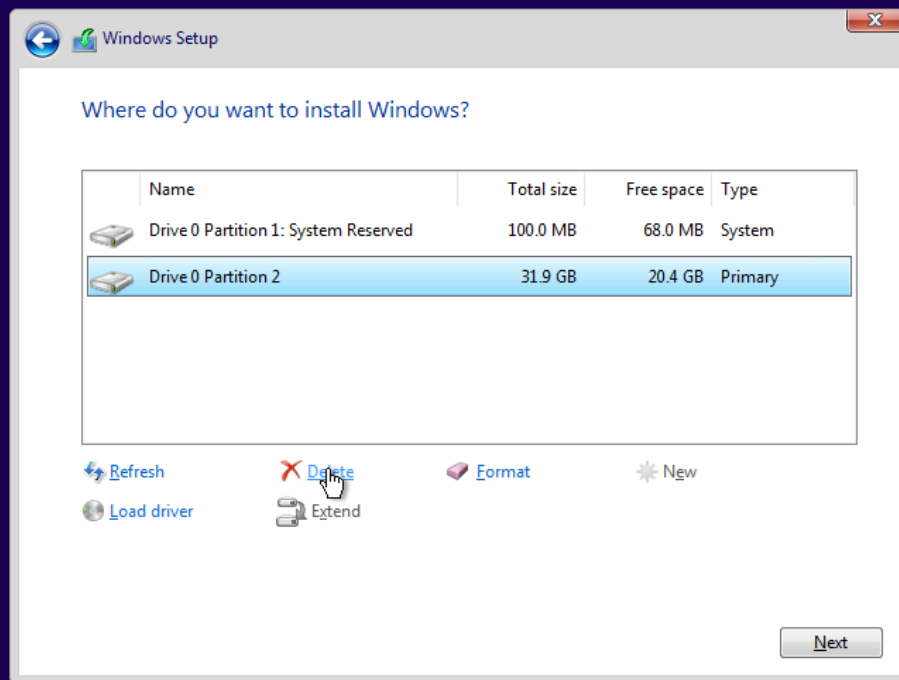 Windows Setup
Where do you want to install Windows?
Name Total size Free space Type
Drive 0 Partition 1: System Reserved 100.0 MB 68.0 MB System
Drive 0 Partition 2 31.9 GB 20.4 GB Primary
Refresh Delete Format New
Load driver Extend
Next